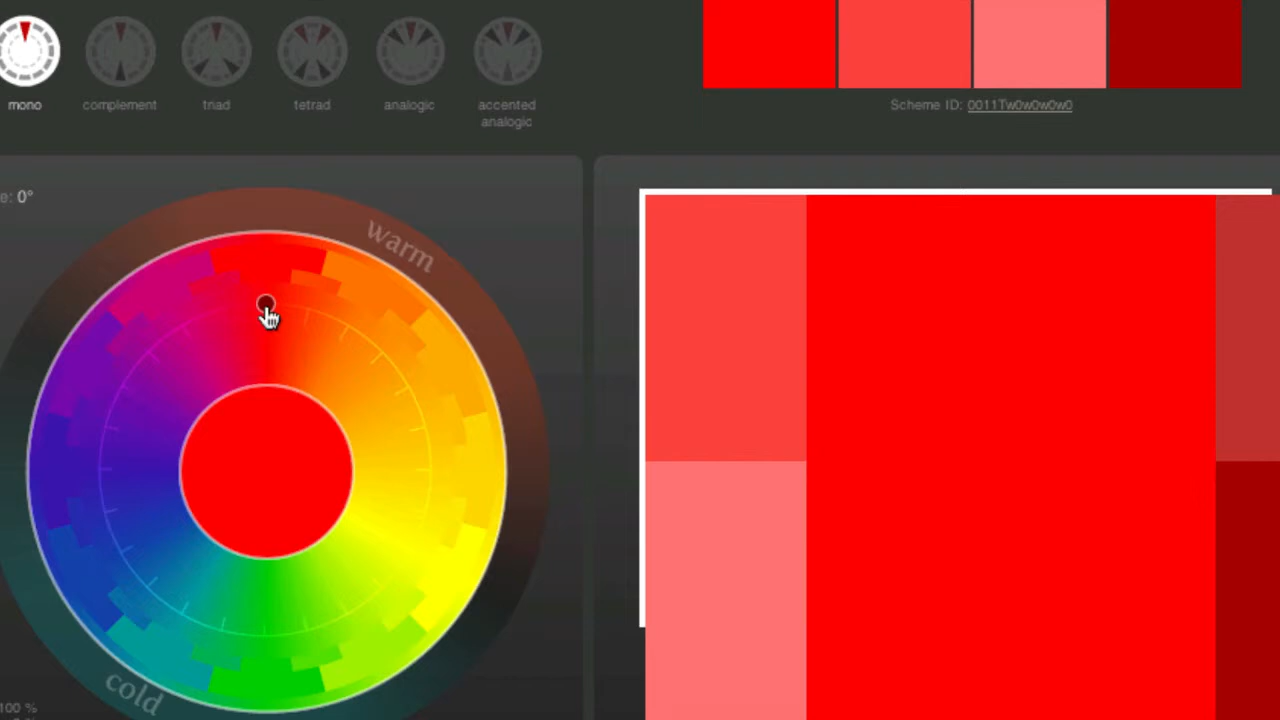 mono
complement
triad
tetrad
analogic
accented
analogic
Scheme ID: 0011Tw0w0w0w0
e: 0°
warm
cold
100 %